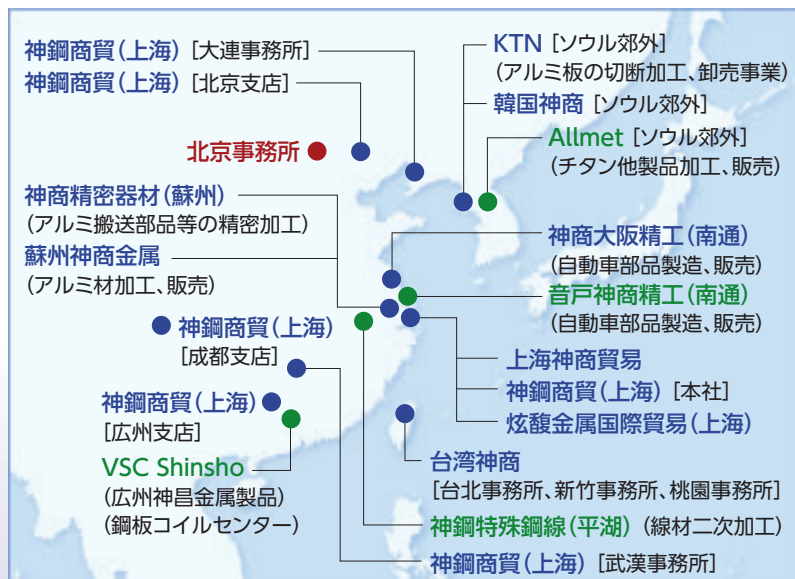 神鋼商貿(上海) [大連事務所]
神鋼商貿(上海) [北京支店]
北京事務所
神商精密器材(蘇州)
(アルミ搬送部品等の精密加工)
蘇州神商金属
(アルミ材加工、販売)
神鋼商貿(上海)
[成都支店]
神鋼商貿(上海)
[広州支店]
VSC Shinsho
(広州神昌金属製品)
(鋼板コイルセンター)
KTN [ソウル郊外]
(アルミ板の切断加工、卸売事業)
韓国神商 [ソウル郊外]
Allmet [ソウル郊外]
(チタン他製品加工、販売)
神商大阪精工(南通)
(自動車部品製造、販売)
音戸神商精工(南通)
(自動車部品製造、販売)
上海神商貿易
神鋼商貿(上海) [本社]
炫馥金属国際貿易(上海)
台湾神商
[台北事務所、新竹事務所、桃園事務所]
神鋼特殊鋼線(平湖) (線材二次加工)
神鋼商貿(上海) [武漢事務所]